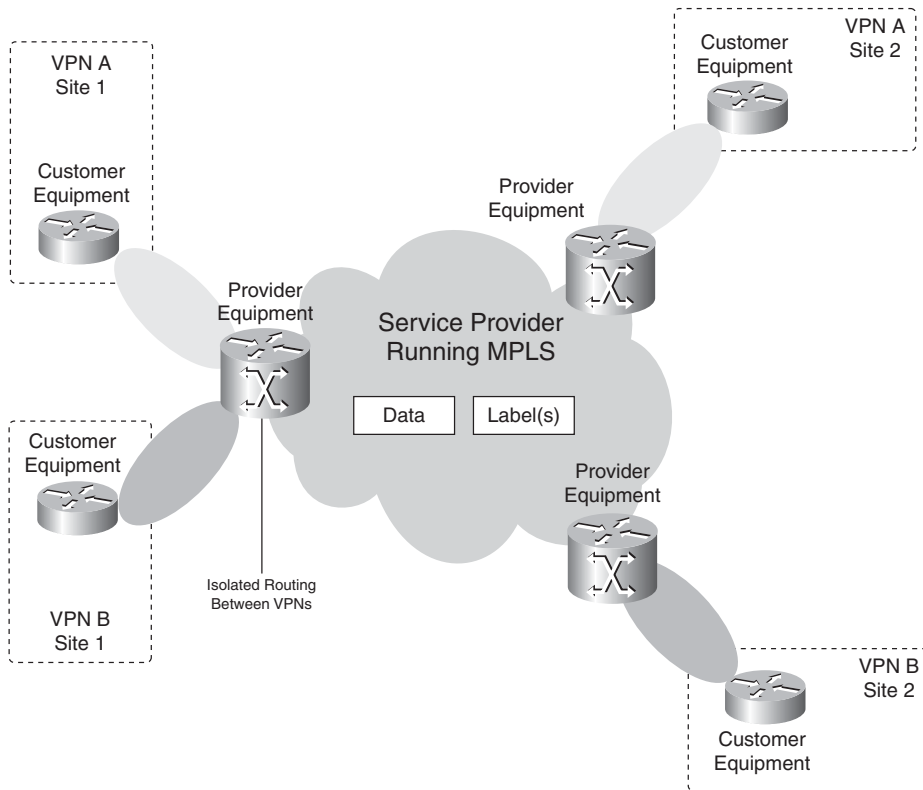 VPN A
Site 1
Customer
Equipment
VPN A
Site 2
Customer
Equipment
Provider
Equipment
Provider
Equipment
Service Provider
Running MPLS
Data
Label(s)
Customer
Equipment
VPN B
Site 1
Isolated Routing
Between VPNs
Provider
Equipment
VPN B
Site 2
Customer
Equipment